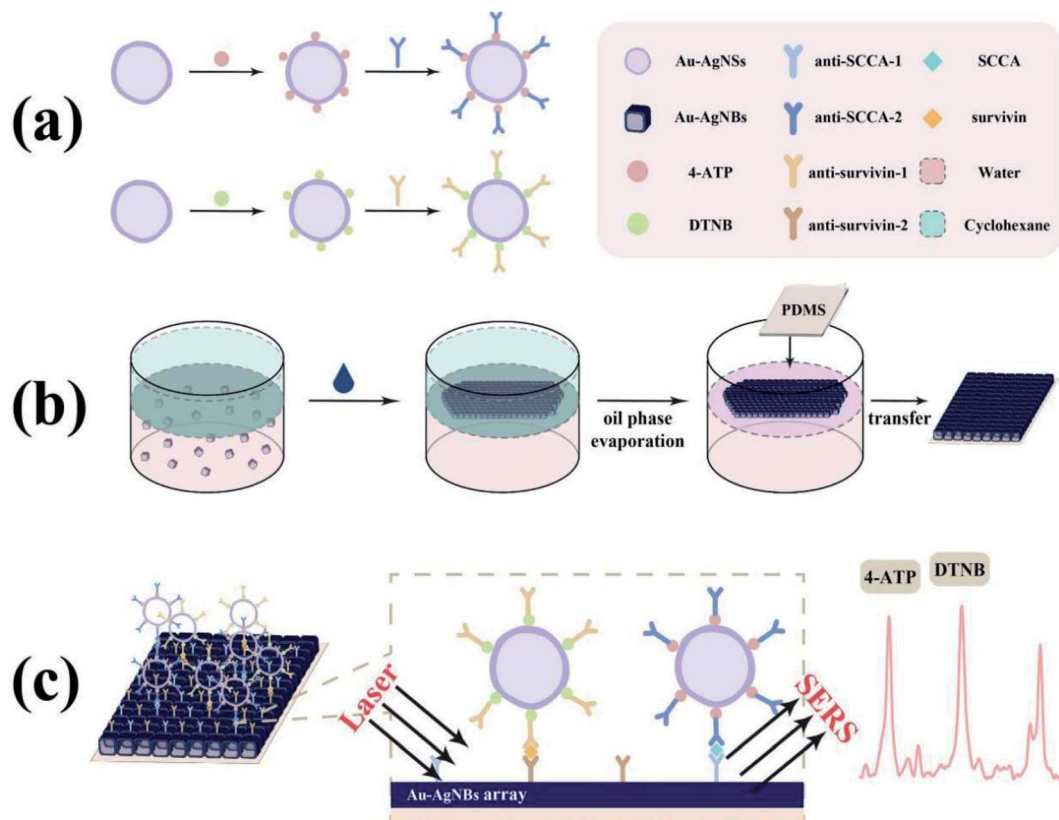 (a)
Au-AgNSs
anti-SCCA-1
SCCA
Au-AgNBs
anti-SCCA-2
survivin
4-ATP
anti-survivin-1
Water
DTNB
anti-survivin-2
Cyclohexane
(b)
oil phase
evaporation
PDMS
transfer
(c)
Laser
Au-AgNBs array
SERS
4-ATP
DTNB